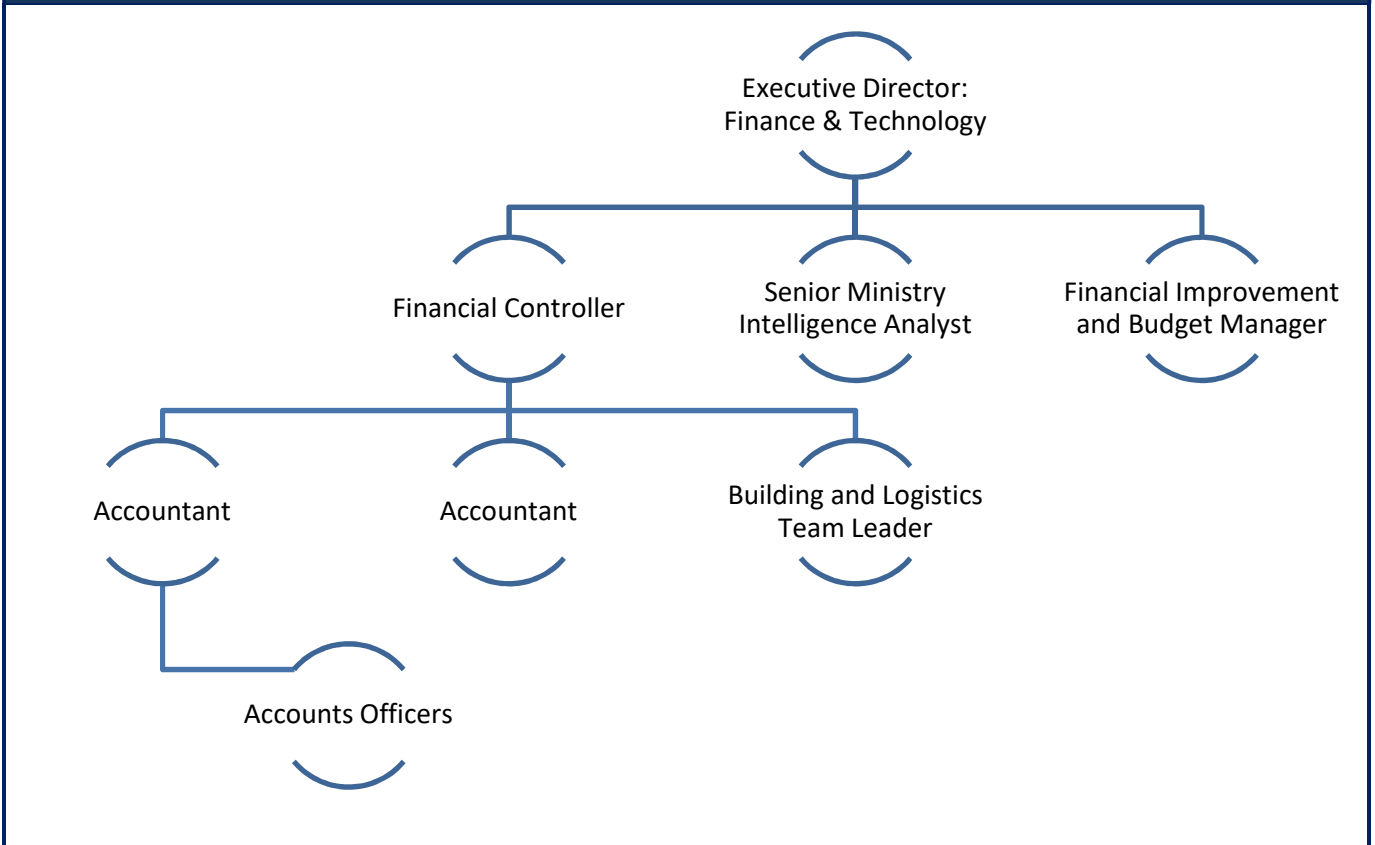 Executive Director:
Finance & Technology
Financial Controller
Senior Ministry
Intelligence Analyst
Financial Improvement
and Budget Manager
Accountant
Accountant
Building and Logistics
Team Leader
Accounts Officers